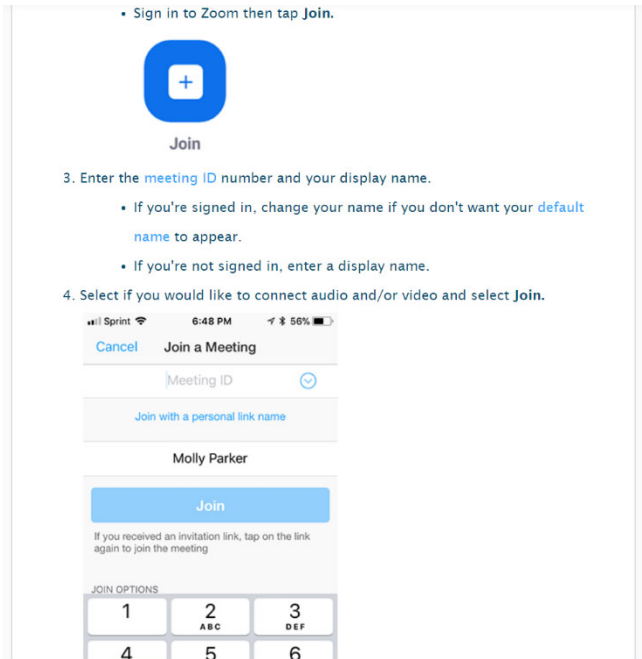 • Sign in to Zoom then tap Join.
Join
3. Enter the meeting ID number and your display name.
• If you're signed in, change your name if you don't want your default
name to appear.
• If you're not signed in, enter a display name.
4. Select if you would like to connect audio and/or video and select Join.
Sprint 6:48 PM 56%
Cancel Join a Meeting
Meeting ID
Join with a personal link name
Molly Parker
Join
If you received an invitation link, tap on the link
again to join the meeting
JOIN OPTIONS
1 2 3
ABC DEF
4 5 6